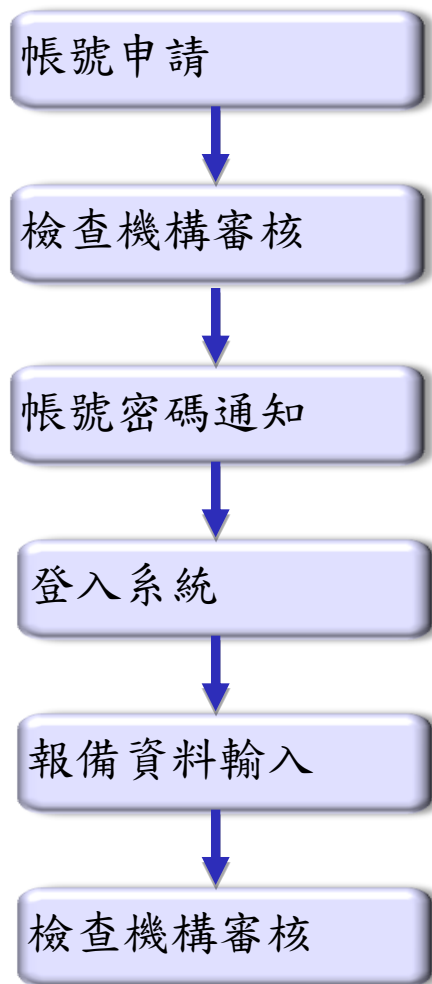 帳號申請
檢查機構審核
帳號密碼通知
登入系統
報備資料輸入
檢查機構審核